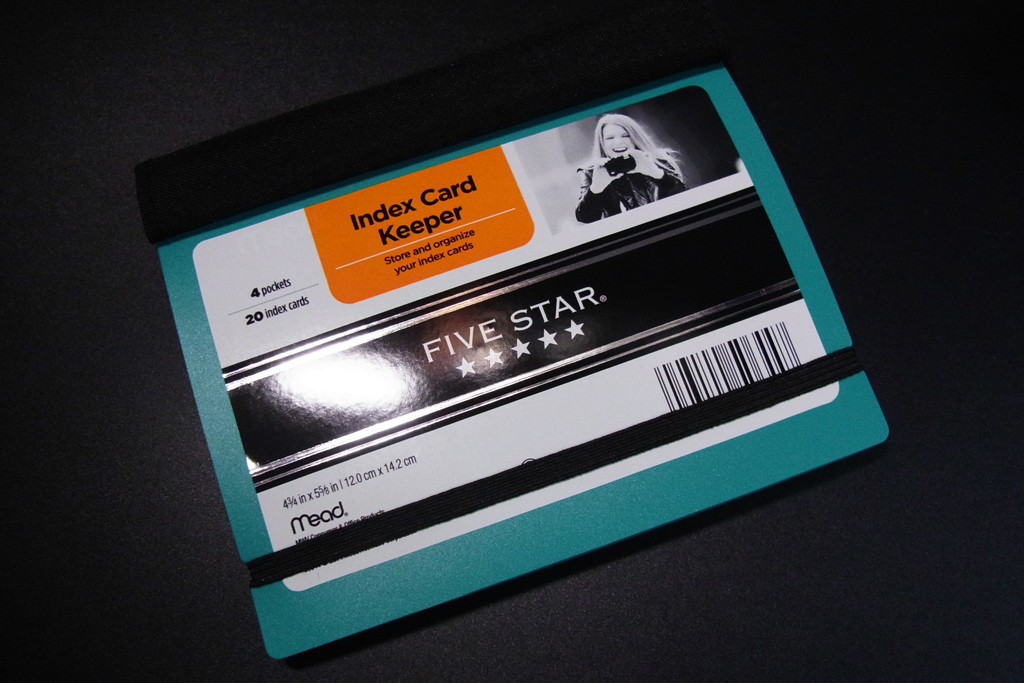 Index Card
Keeper
Store and organize
your index cards
4 pockets
20 index cards
FIVE STAR®
4¾ in x 5⅝ in | 12.0 cm x 14.2 cm
Mead®